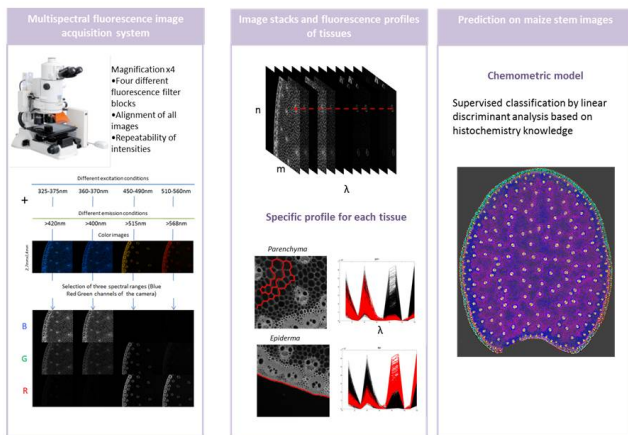 Multispectral fluorescence image
acquisition system
Magnification x4
•Four different
fluorescence filter
blocks
•Alignment of all
images
•Repeatability of
intensities
Different excitation conditions
325-375nm 360-370nm 450-490nm 510-560nm
+
Different emission conditions
>420nm >400nm >515nm >568nm
Color images
Selection of three spectral ranges (Blue
Red Green channels of the camera)
B
G
R
Image stacks and fluorescence profiles
of tissues
n
m
λ
Specific profile for each tissue
Parenchyma
λ
Epiderma
Prediction on maize stem images
Chemometric model
Supervised classification by linear
discriminant analysis based on
histochemistry knowledge